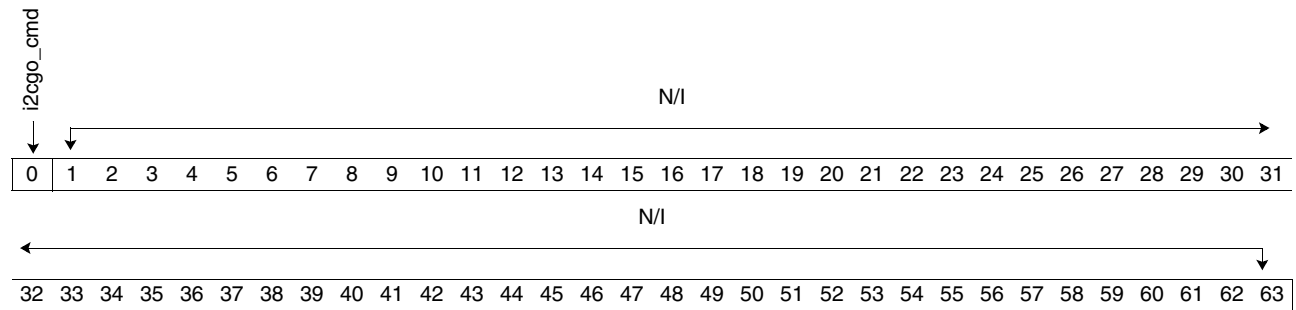 i2cgo_cmd
N/I
0 1 2 3 4 5 6 7 8 9 10 11 12 13 14 15 16 17 18 19 20 21 22 23 24 25 26 27 28 29 30 31
N/I
32 33 34 35 36 37 38 39 40 41 42 43 44 45 46 47 48 49 50 51 52 53 54 55 56 57 58 59 60 61 62 63